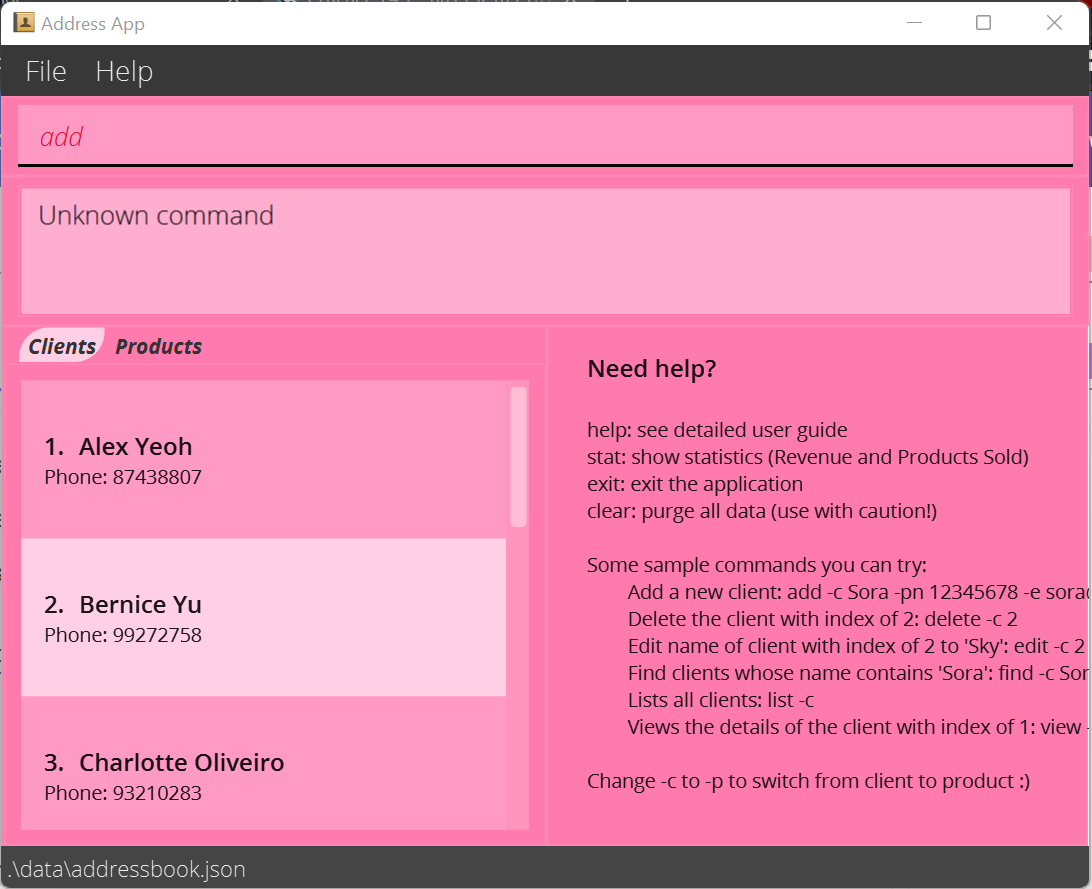 Address App
File Help
add
Unknown command
Clients Products
1. Alex Yeoh
Phone: 87438807
2. Bernice Yu
Phone: 99272758
3. Charlotte Oliveiro
Phone: 93210283
Need help?
help: see detailed user guide
stat: show statistics (Revenue and Products Sold)
exit: exit the application
clear: purge all data (use with caution!)
Some sample commands you can try:
Add a new client: add -c Sora -pn 12345678 -e sora
Delete the client with index of 2: delete -c 2
Edit name of client with index of 2 to 'Sky': edit -c 2
Find clients whose name contains 'Sora': find -c Sor
Lists all clients: list -c
Views the details of the client with index of 1: view -
Change -c to -p to switch from client to product :)
.\data\addressbook.json